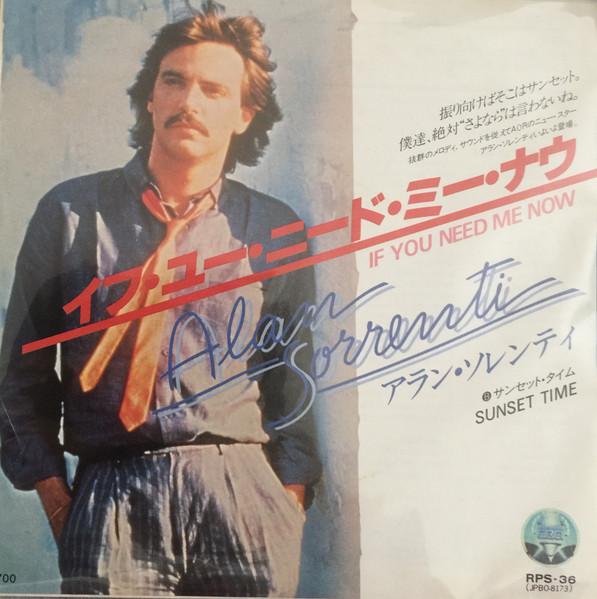 振り向けばそこはサンセット。
僕達、絶対“さよなら”は言わないね。
抜群のメロディ、サウンドを従えてAORのニュー・スター
アラン・ソレンティいよいよ登場。
イフ・ユー・ニード・ミー・ナウ
IF YOU NEED ME NOW
Alan
Sorrenti
アラン・ソレンティ
Ⓑサンセット・タイム
SUNSET TIME
700
RPS-36
(JPBO-8173)